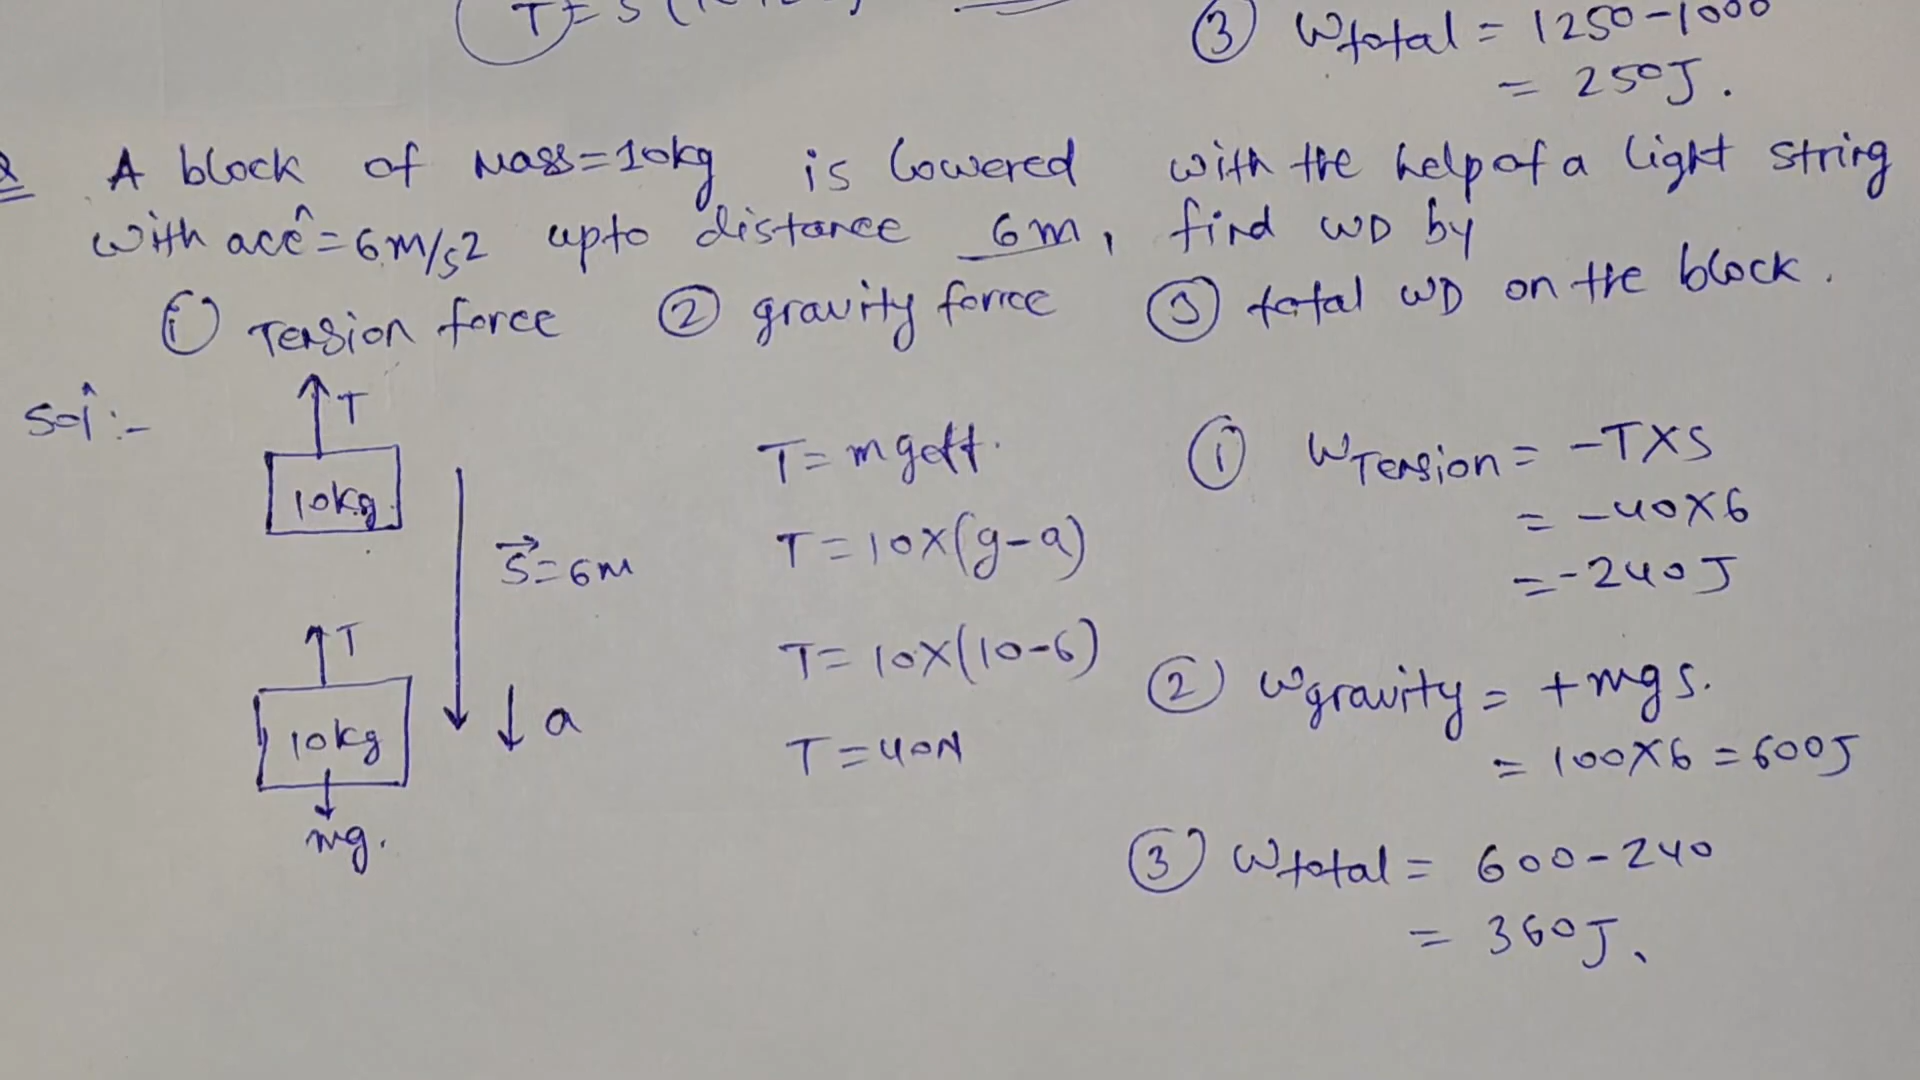 ③ Wtotal = 1250-1000
= 250J.
A block of Mass=10kg is lowered with the help of a light string
with accⁿ=6m/s2 upto distance 6m, find WD by
① Tension force ② gravity force ③ total WD on the block.
Solⁿ:-
T
10kg
S⃗=6m
T
10kg
↓a
mg.
T= mgeff.
T=10×(g-a)
T= 10×(10-6)
T=40N
① WTension= -T×S
= -40×6
=-240J
② Wgravity= +mgs.
= 100×6=600J
③ Wtotal= 600-240
= 360J.